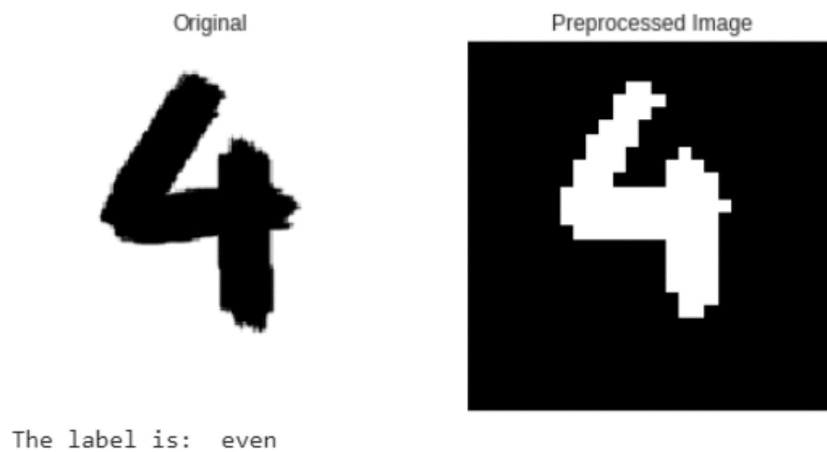 Original
Preprocessed Image
4
4
The label is:  even